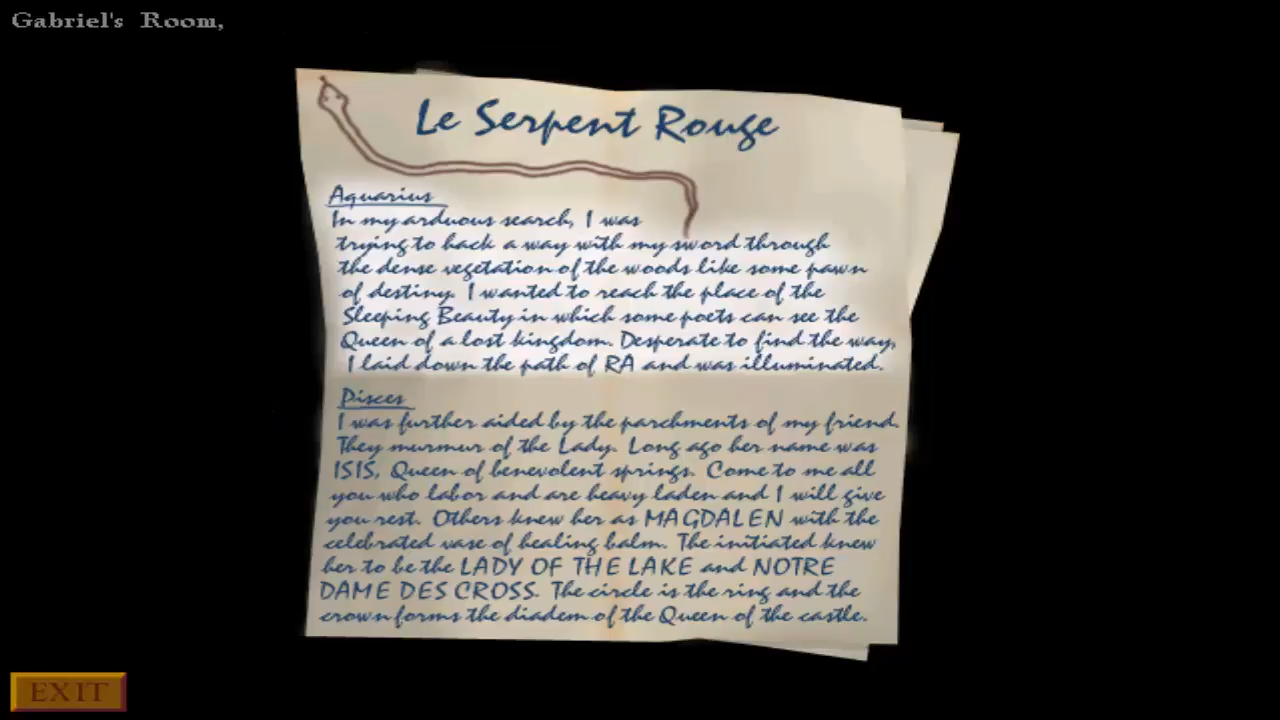 Gabriel's Room,
Le Serpent Rouge
Aquarius
In my arduous search, I was
trying to hack a way with my sword through
the dense vegetation of the woods like some pawn
of destiny. I wanted to reach the place of the
Sleeping Beauty in which some poets can see the
Queen of a lost kingdom. Desperate to find the way,
I laid down the path of RA and was illuminated.
Pisces
I was further aided by the parchments of my friend.
They murmur of the Lady. Long ago her name was
ISIS, Queen of benevolent springs. Come to me all
you who labor and are heavy laden and I will give
you rest. Others knew her as MAGDALEN with the
celebrated vase of healing balm. The initiated knew
her to be the LADY OF THE LAKE and NOTRE
DAME DES CROSS. The circle is the ring and the
crown forms the diadem of the Queen of the castle.
EXIT